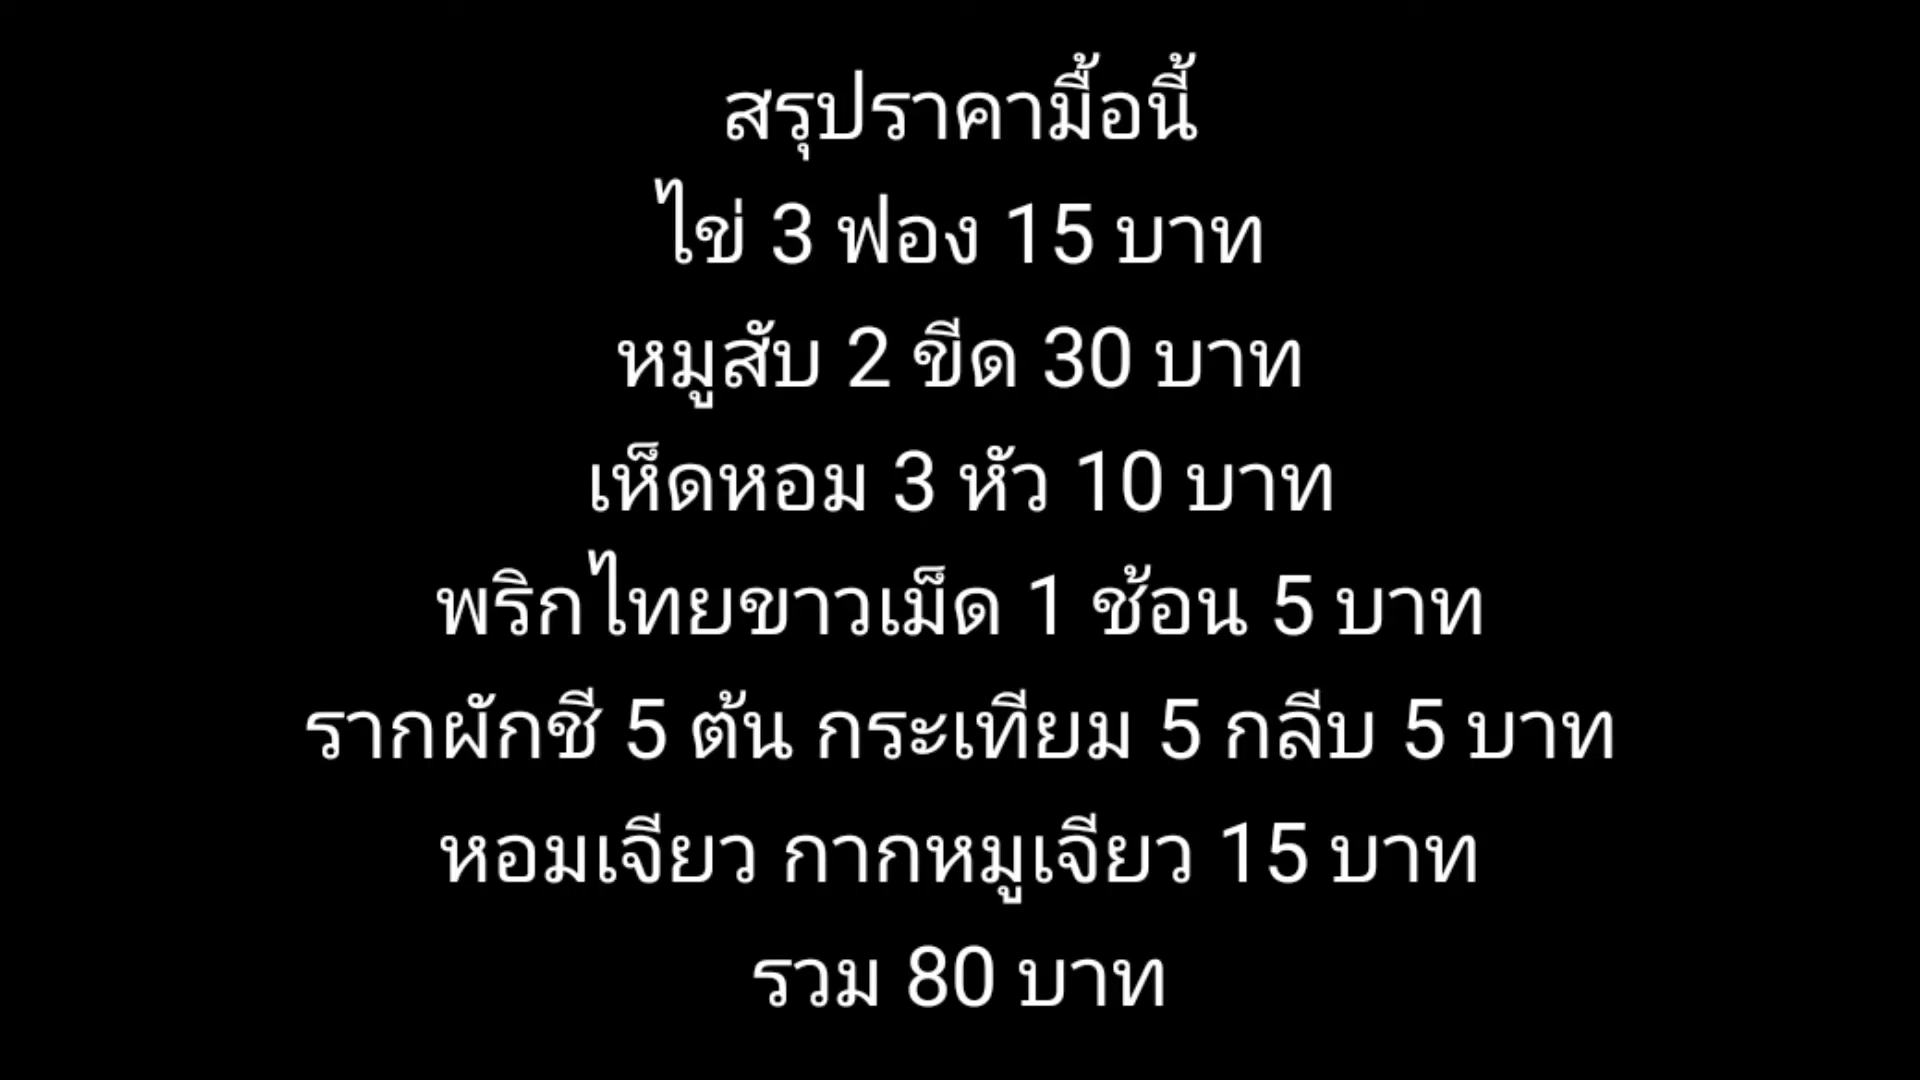 สรุปราคามื้อนี้
ไข่ 3 ฟอง 15 บาท
หมูสับ 2 ขีด 30 บาท
เห็ดหอม 3 หัว 10 บาท
พริกไทยขาวเม็ด 1 ช้อน 5 บาท
รากผักชี 5 ต้น กระเทียม 5 กลีบ 5 บาท
หอมเจียว กากหมูเจียว 15 บาท
รวม 80 บาท